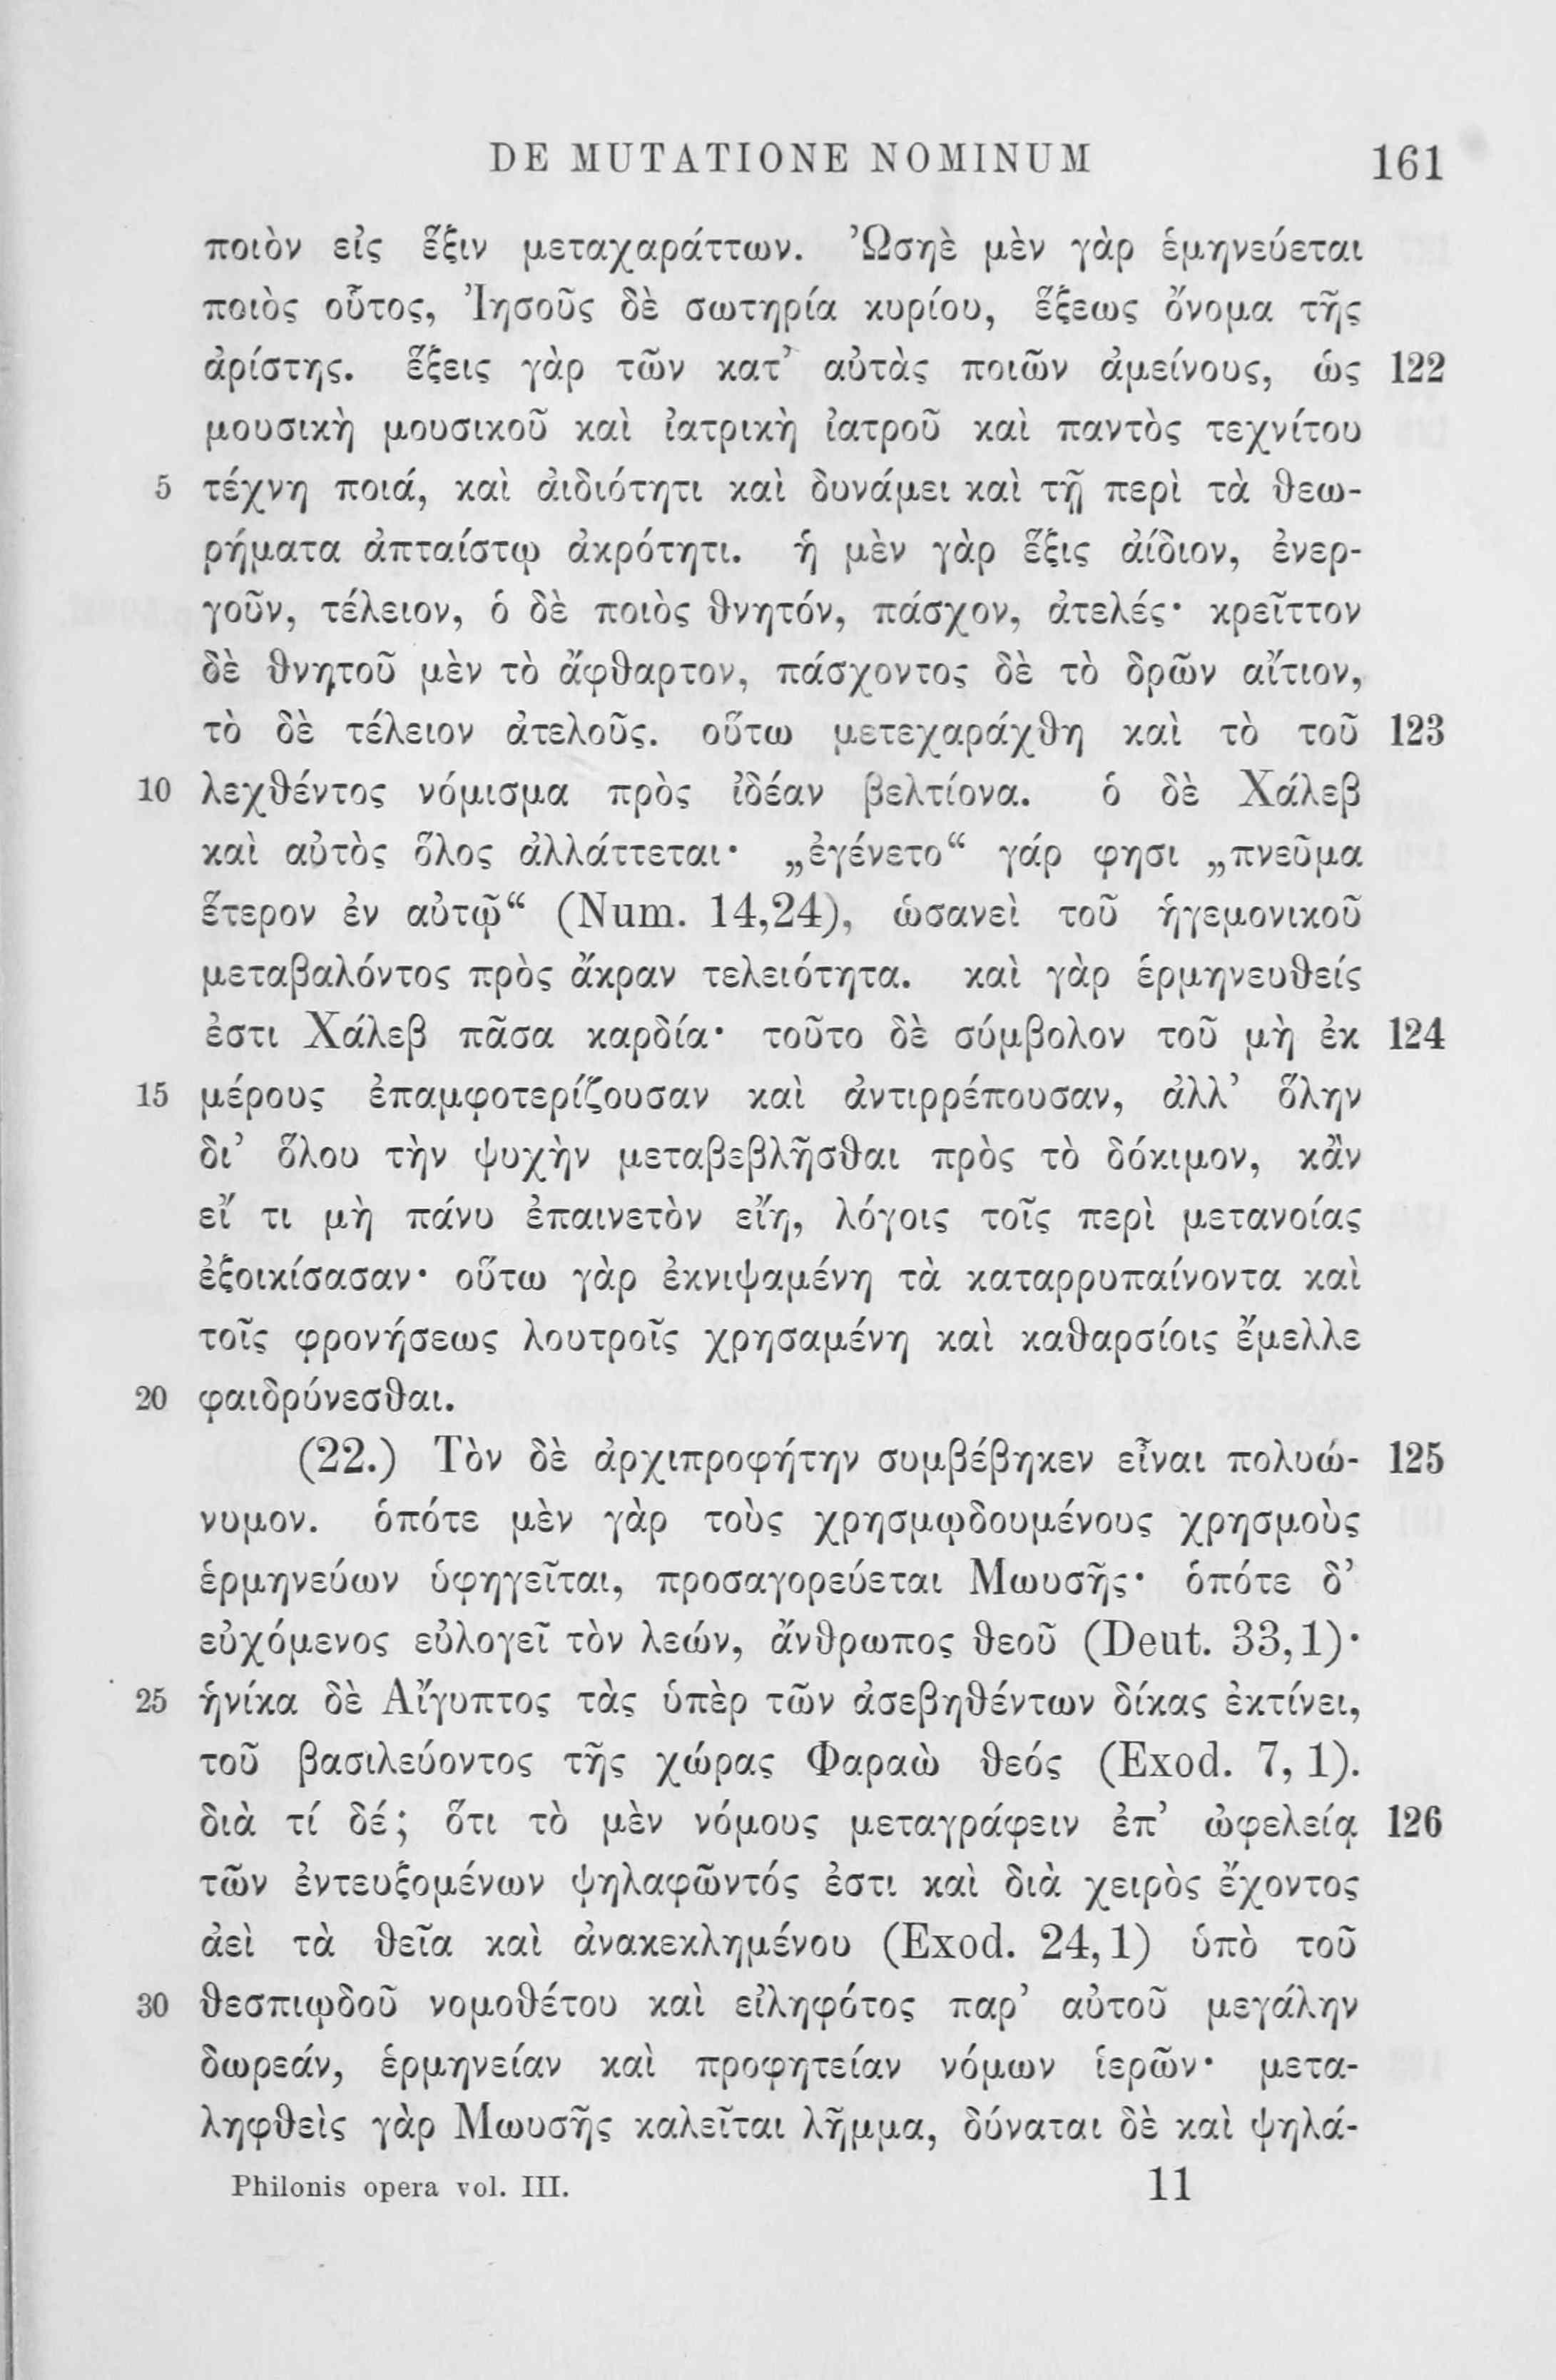 DE MUTATIONE NOMINUM 161
ποιὸν εἰς ἕξιν μεταχαράττων. Ὠσηὲ μὲν γὰρ ἑμηνεύεται
ποιὸς οὗτος, Ἰησοῦς δὲ σωτηρία κυρίου, ἕξεως ὄνομα τῆς
ἀρίστης. ἕξεις γὰρ τῶν κατ’ αὐτὰς ποιῶν ἀμείνους, ὡς 122
μουσικὴ μουσικοῦ καὶ ἰατρικὴ ἰατροῦ καὶ παντὸς τεχνίτου
5 τέχνη ποιά, καὶ ἀιδιότητι καὶ δυνάμει καὶ τῇ περὶ τὰ θεω-
ρήματα ἀπταίστῳ ἀκρότητι. ἡ μὲν γὰρ ἕξις ἀίδιον, ἐνερ-
γοῦν, τέλειον, ὁ δὲ ποιὸς θνητόν, πάσχον, ἀτελές· κρεῖττον
δὲ θνητοῦ μὲν τὸ ἄφθαρτον, πάσχοντος δὲ τὸ δρῶν αἴτιον,
τὸ δὲ τέλειον ἀτελοῦς. οὕτω μετεχαράχθη καὶ τὸ τοῦ 123
10 λεχθέντος νόμισμα πρὸς ἰδέαν βελτίονα. ὁ δὲ Χάλεβ
καὶ αὐτὸς ὅλος ἀλλάττεται· „ἐγένετο“ γάρ φησι „πνεῦμα
ἕτερον ἐν αὐτῷ“ (Num. 14,24), ὡσανεὶ τοῦ ἡγεμονικοῦ
μεταβαλόντος πρὸς ἄκραν τελειότητα. καὶ γὰρ ἑρμηνευθείς
ἐστι Χάλεβ πᾶσα καρδία· τοῦτο δὲ σύμβολον τοῦ μὴ ἐκ 124
15 μέρους ἐπαμφοτερίζουσαν καὶ ἀντιρρέπουσαν, ἀλλ’ ὅλην
δι’ ὅλου τὴν ψυχὴν μεταβεβλῆσθαι πρὸς τὸ δόκιμον, κἂν
εἴ τι μὴ πάνυ ἐπαινετὸν εἴη, λόγοις τοῖς περὶ μετανοίας
ἐξοικίσασαν· οὕτω γὰρ ἐκνιψαμένη τὰ καταρρυπαίνοντα καὶ
τοῖς φρονήσεως λουτροῖς χρησαμένη καὶ καθαρσίοις ἔμελλε
20 φαιδρύνεσθαι.
(22.) Τὸν δὲ ἀρχιπροφήτην συμβέβηκεν εἶναι πολυώ- 125
νυμον. ὁπότε μὲν γὰρ τοὺς χρησμῳδουμένους χρησμοὺς
ἑρμηνεύων ὑφηγεῖται, προσαγορεύεται Μωυσῆς· ὁπότε δ’
εὐχόμενος εὐλογεῖ τὸν λεών, ἄνθρωπος θεοῦ (Deut. 33,1)·
25 ἡνίκα δὲ Αἴγυπτος τὰς ὑπὲρ τῶν ἀσεβηθέντων δίκας ἐκτίνει,
τοῦ βασιλεύοντος τῆς χώρας Φαραὼ θεός (Exod. 7, 1).
διὰ τί δέ; ὅτι τὸ μὲν νόμους μεταγράφειν ἐπ’ ὠφελείᾳ 126
τῶν ἐντευξομένων ψηλαφῶντός ἐστι καὶ διὰ χειρὸς ἔχοντος
ἀεὶ τὰ θεῖα καὶ ἀνακεκλημένου (Exod. 24,1) ὑπὸ τοῦ
30 θεσπιῳδοῦ νομοθέτου καὶ εἰληφότος παρ’ αὐτοῦ μεγάλην
δωρεάν, ἑρμηνείαν καὶ προφητείαν νόμων ἱερῶν· μετα-
ληφθεὶς γὰρ Μωυσῆς καλεῖται λῆμμα, δύναται δὲ καὶ ψηλά-
Philonis opera vol. III. 11